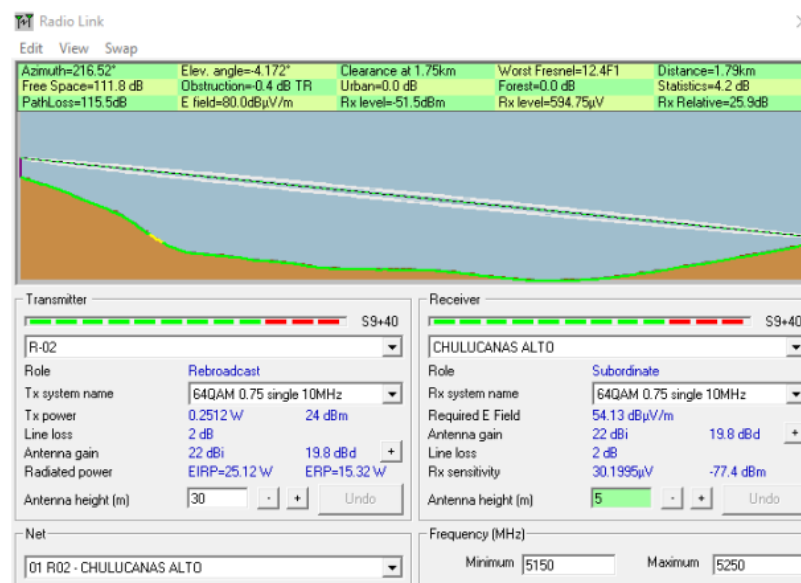 Radio Link
Edit View Swap
Azimuth=216.52° Elev. angle=-4.172° Clearance at 1.75km Worst Fresnel=12.4F1 Distance=1.79km
Free Space=111.8 dB Obstruction=-0.4 dB TR Urban=0.0 dB Forest=0.0 dB Statistics=4.2 dB
PathLoss=115.5dB E field=80.0dBµV/m Rx level=-51.5dBm Rx level=594.75µV Rx Relative=25.9dB
Transmitter
S9+40
R-02
Role Rebroadcast
Tx system name 64QAM 0.75 single 10MHz
Tx power 0.2512 W 24 dBm
Line loss 2 dB
Antenna gain 22 dBi 19.8 dBd +
Radiated power EIRP=25.12 W ERP=15.32 W
Antenna height (m) 30 - + Undo
Net
01 R02 - CHULUCANAS ALTO
Receiver
S9+40
CHULUCANAS ALTO
Role Subordinate
Rx system name 64QAM 0.75 single 10MHz
Required E Field 54.13 dBµV/m
Antenna gain 22 dBi 19.8 dBd +
Line loss 2 dB
Rx sensitivity 30.1995µV -77.4 dBm
Antenna height (m) 5 - + Undo
Frequency (MHz)
Minimum 5150 Maximum 5250